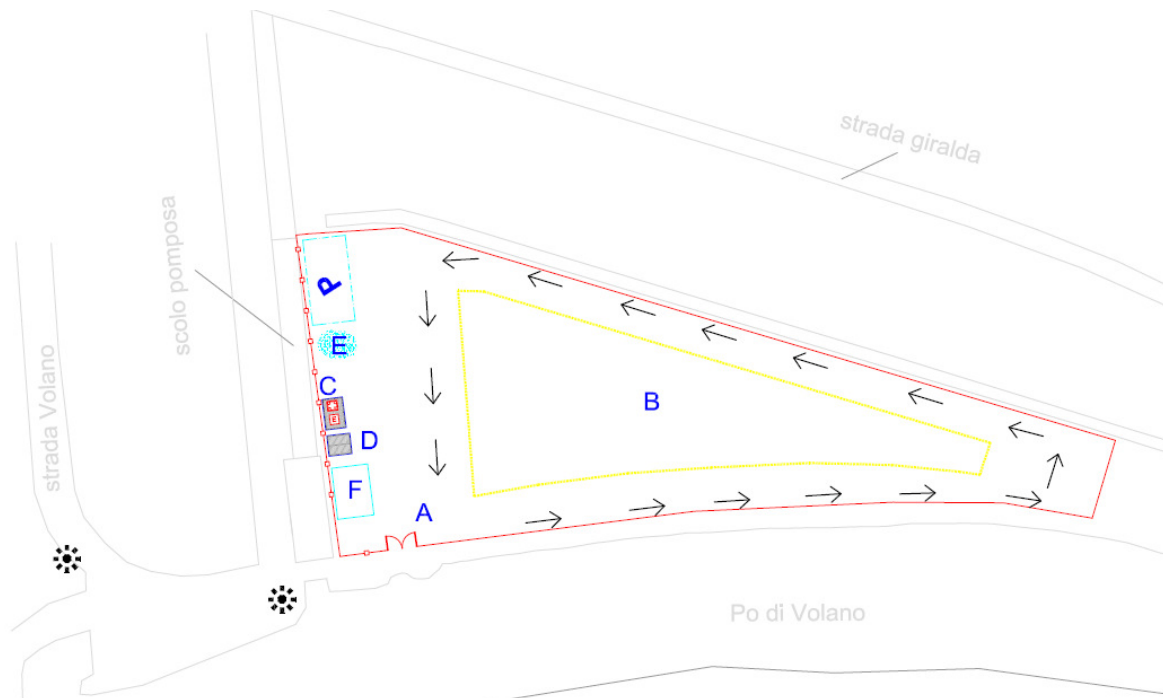 strada giralda
scolo pomposa
P
E
C
B
D
strada Volano
F
A
Po di Volano